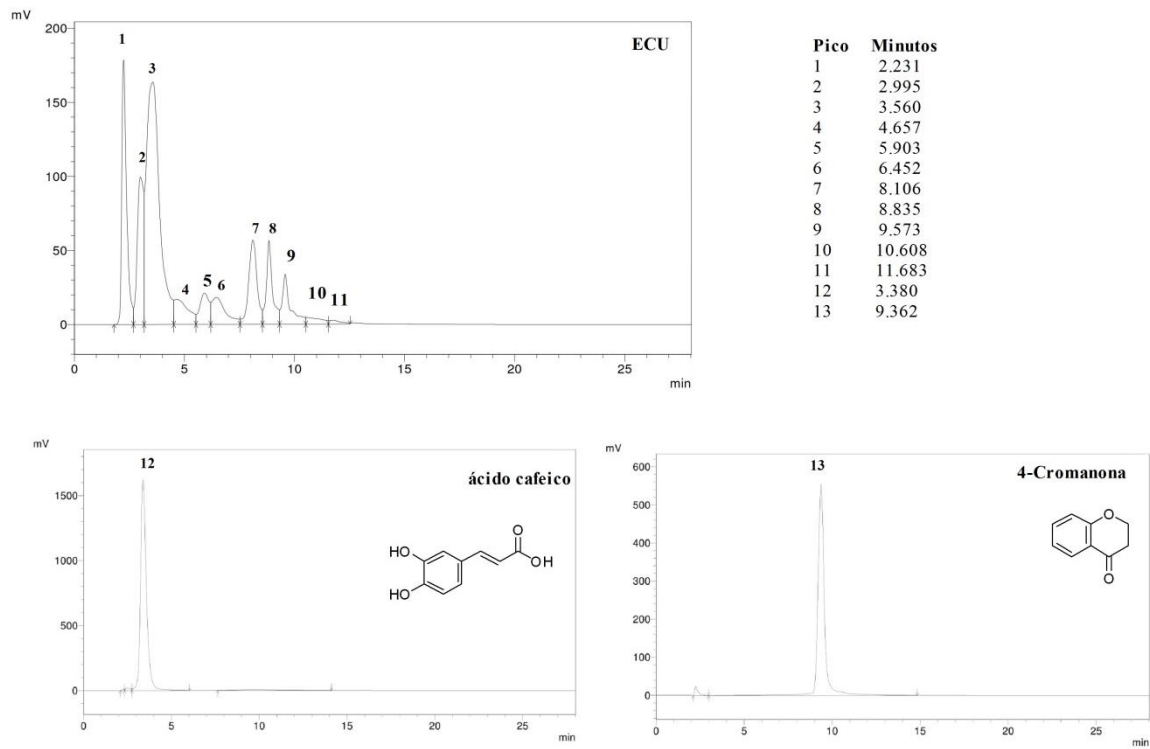 mV
ECU
200
150
100
50
0
1
2
3
4
5
6
7
8
9
10
11
0 5 10 15 20 25
min
Pico Minutos
1 2.231
2 2.995
3 3.560
4 4.657
5 5.903
6 6.452
7 8.106
8 8.835
9 9.573
10 10.608
11 11.683
12 3.380
13 9.362
mV
12
ácido cafeico
1500
1000
500
0
HO
HO
O
OH
0 5 10 15 20 25
min
mV
13
4-Cromanona
600
500
400
300
200
100
0
O
O
0 5 10 15 20 25
min